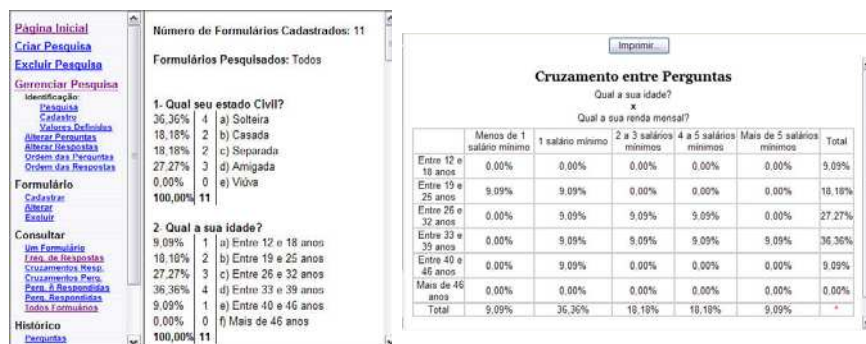 Página Inicial
Criar Pesquisa
Excluir Pesquisa
Gerenciar Pesquisa
Identificação:
Pesquisa
Cadastro
Valores Definidos
Alterar Perguntas
Alterar Respostas
Ordem das Perguntas
Ordem das Respostas
Formulário
Cadastrar
Alterar
Excluir
Consultar
Um Formulário
Freq. de Respostas
Cruzamentos Resp.
Cruzamentos Perg.
Perg. ñ Respondidas
Perg. Respondidas
Todos Formuários
Histórico
Perguntas
Número de Formulários Cadastrados: 11
Formulários Pesquisados: Todos
1- Qual seu estado Civil?
36,36% 4 a) Solteira
18,18% 2 b) Casada
18,18% 2 c) Separada
27,27% 3 d) Amigada
0,00% 0 e) Viúva
100,00% 11
2- Qual a sua idade?
9,09% 1 a) Entre 12 e 18 anos
18,18% 2 b) Entre 19 e 25 anos
27,27% 3 c) Entre 26 e 32 anos
36,36% 4 d) Entre 33 e 39 anos
9,09% 1 e) Entre 40 e 46 anos
0,00% 0 f) Mais de 46 anos
100,00% 11
Imprimir...
Cruzamento entre Perguntas
Qual a sua idade?
x
Qual a sua renda mensal?
Menos de 1 salário mínimo 1 salário mínimo 2 a 3 salários mínimos 4 a 5 salários mínimos Mais de 5 salários mínimos Total
Entre 12 e 18 anos 0,00% 0,00% 0,00% 0,00% 0,00% 9,09%
Entre 19 e 25 anos 9,09% 9,09% 0,00% 0,00% 0,00% 18,18%
Entre 26 e 32 anos 0,00% 9,09% 9,09% 9,09% 0,00% 27,27%
Entre 33 e 39 anos 0,00% 9,09% 9,09% 9,09% 9,09% 36,36%
Entre 40 e 46 anos 0,00% 9,09% 0,00% 0,00% 0,00% 9,09%
Mais de 46 anos 0,00% 0,00% 0,00% 0,00% 0,00% 0,00%
Total 9,09% 36,36% 18,18% 18,18% 9,09% *